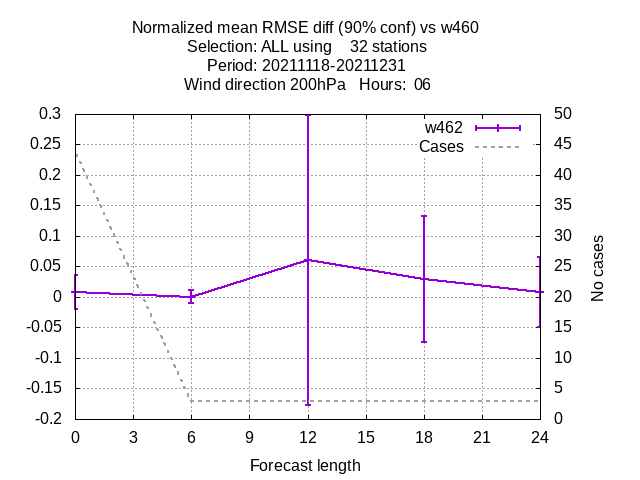 Normalized mean RMSE diff (90% conf) vs w460
Selection: ALL using 32 stations
Period: 20211118-20211231
Wind direction 200hPa Hours: 06
0.3 50
0.25 w462 45
0.2 Cases 40
0.15 35
0.1 30
0.05 25
0 20
-0.05 15
-0.1 10
-0.15 5
-0.2 0
No cases
0 3 6 9 12 15 18 21 24
Forecast length